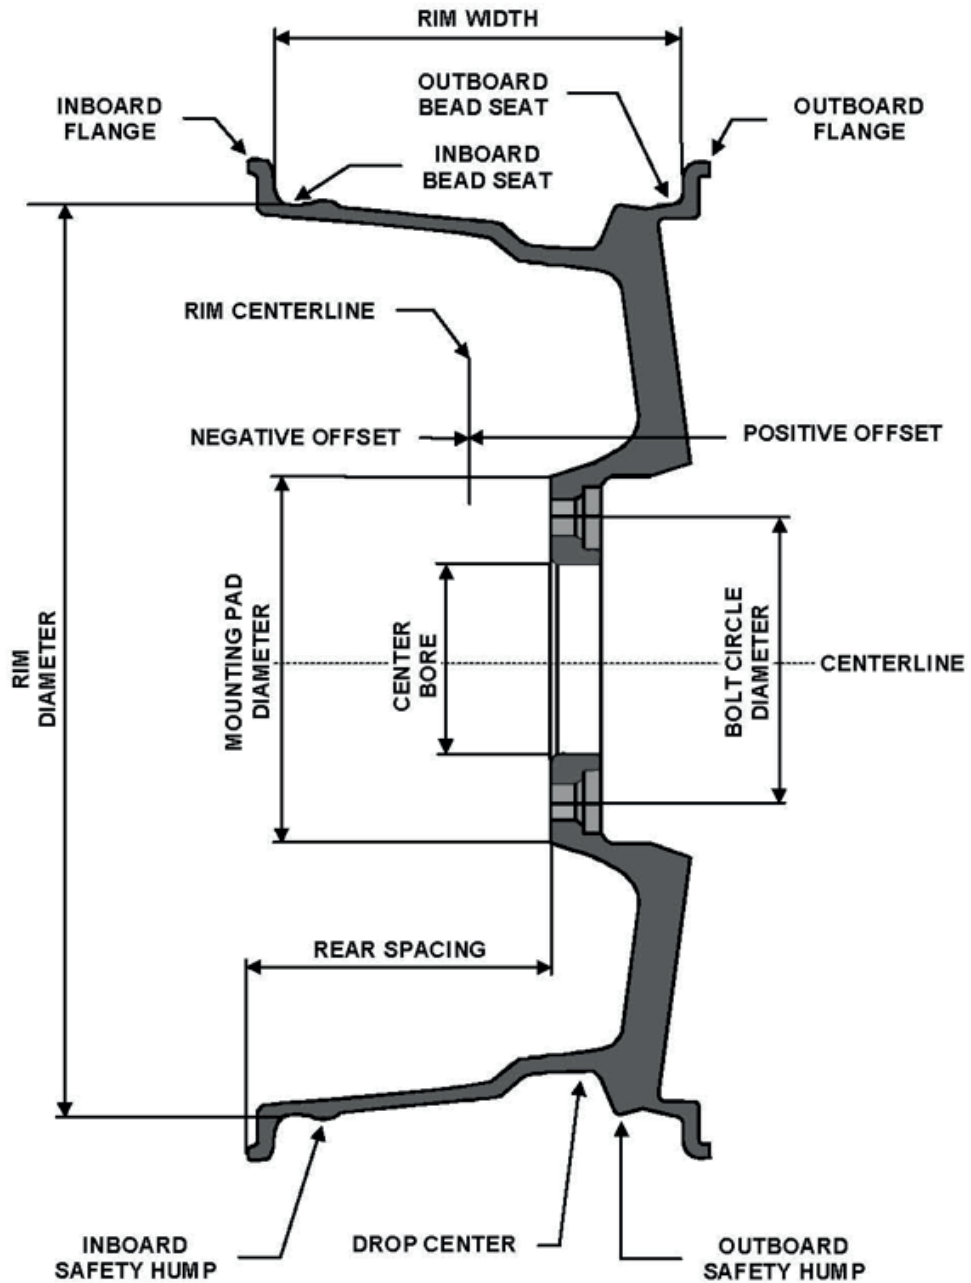 RIM WIDTH
OUTBOARD
BEAD SEAT
INBOARD
FLANGE
OUTBOARD
FLANGE
INBOARD
BEAD SEAT
RIM CENTERLINE
NEGATIVE OFFSET
POSITIVE OFFSET
RIM
DIAMETER
MOUNTING PAD
DIAMETER
CENTER
BORE
BOLT CIRCLE
DIAMETER
CENTERLINE
REAR SPACING
INBOARD
SAFETY HUMP
DROP CENTER
OUTBOARD
SAFETY HUMP